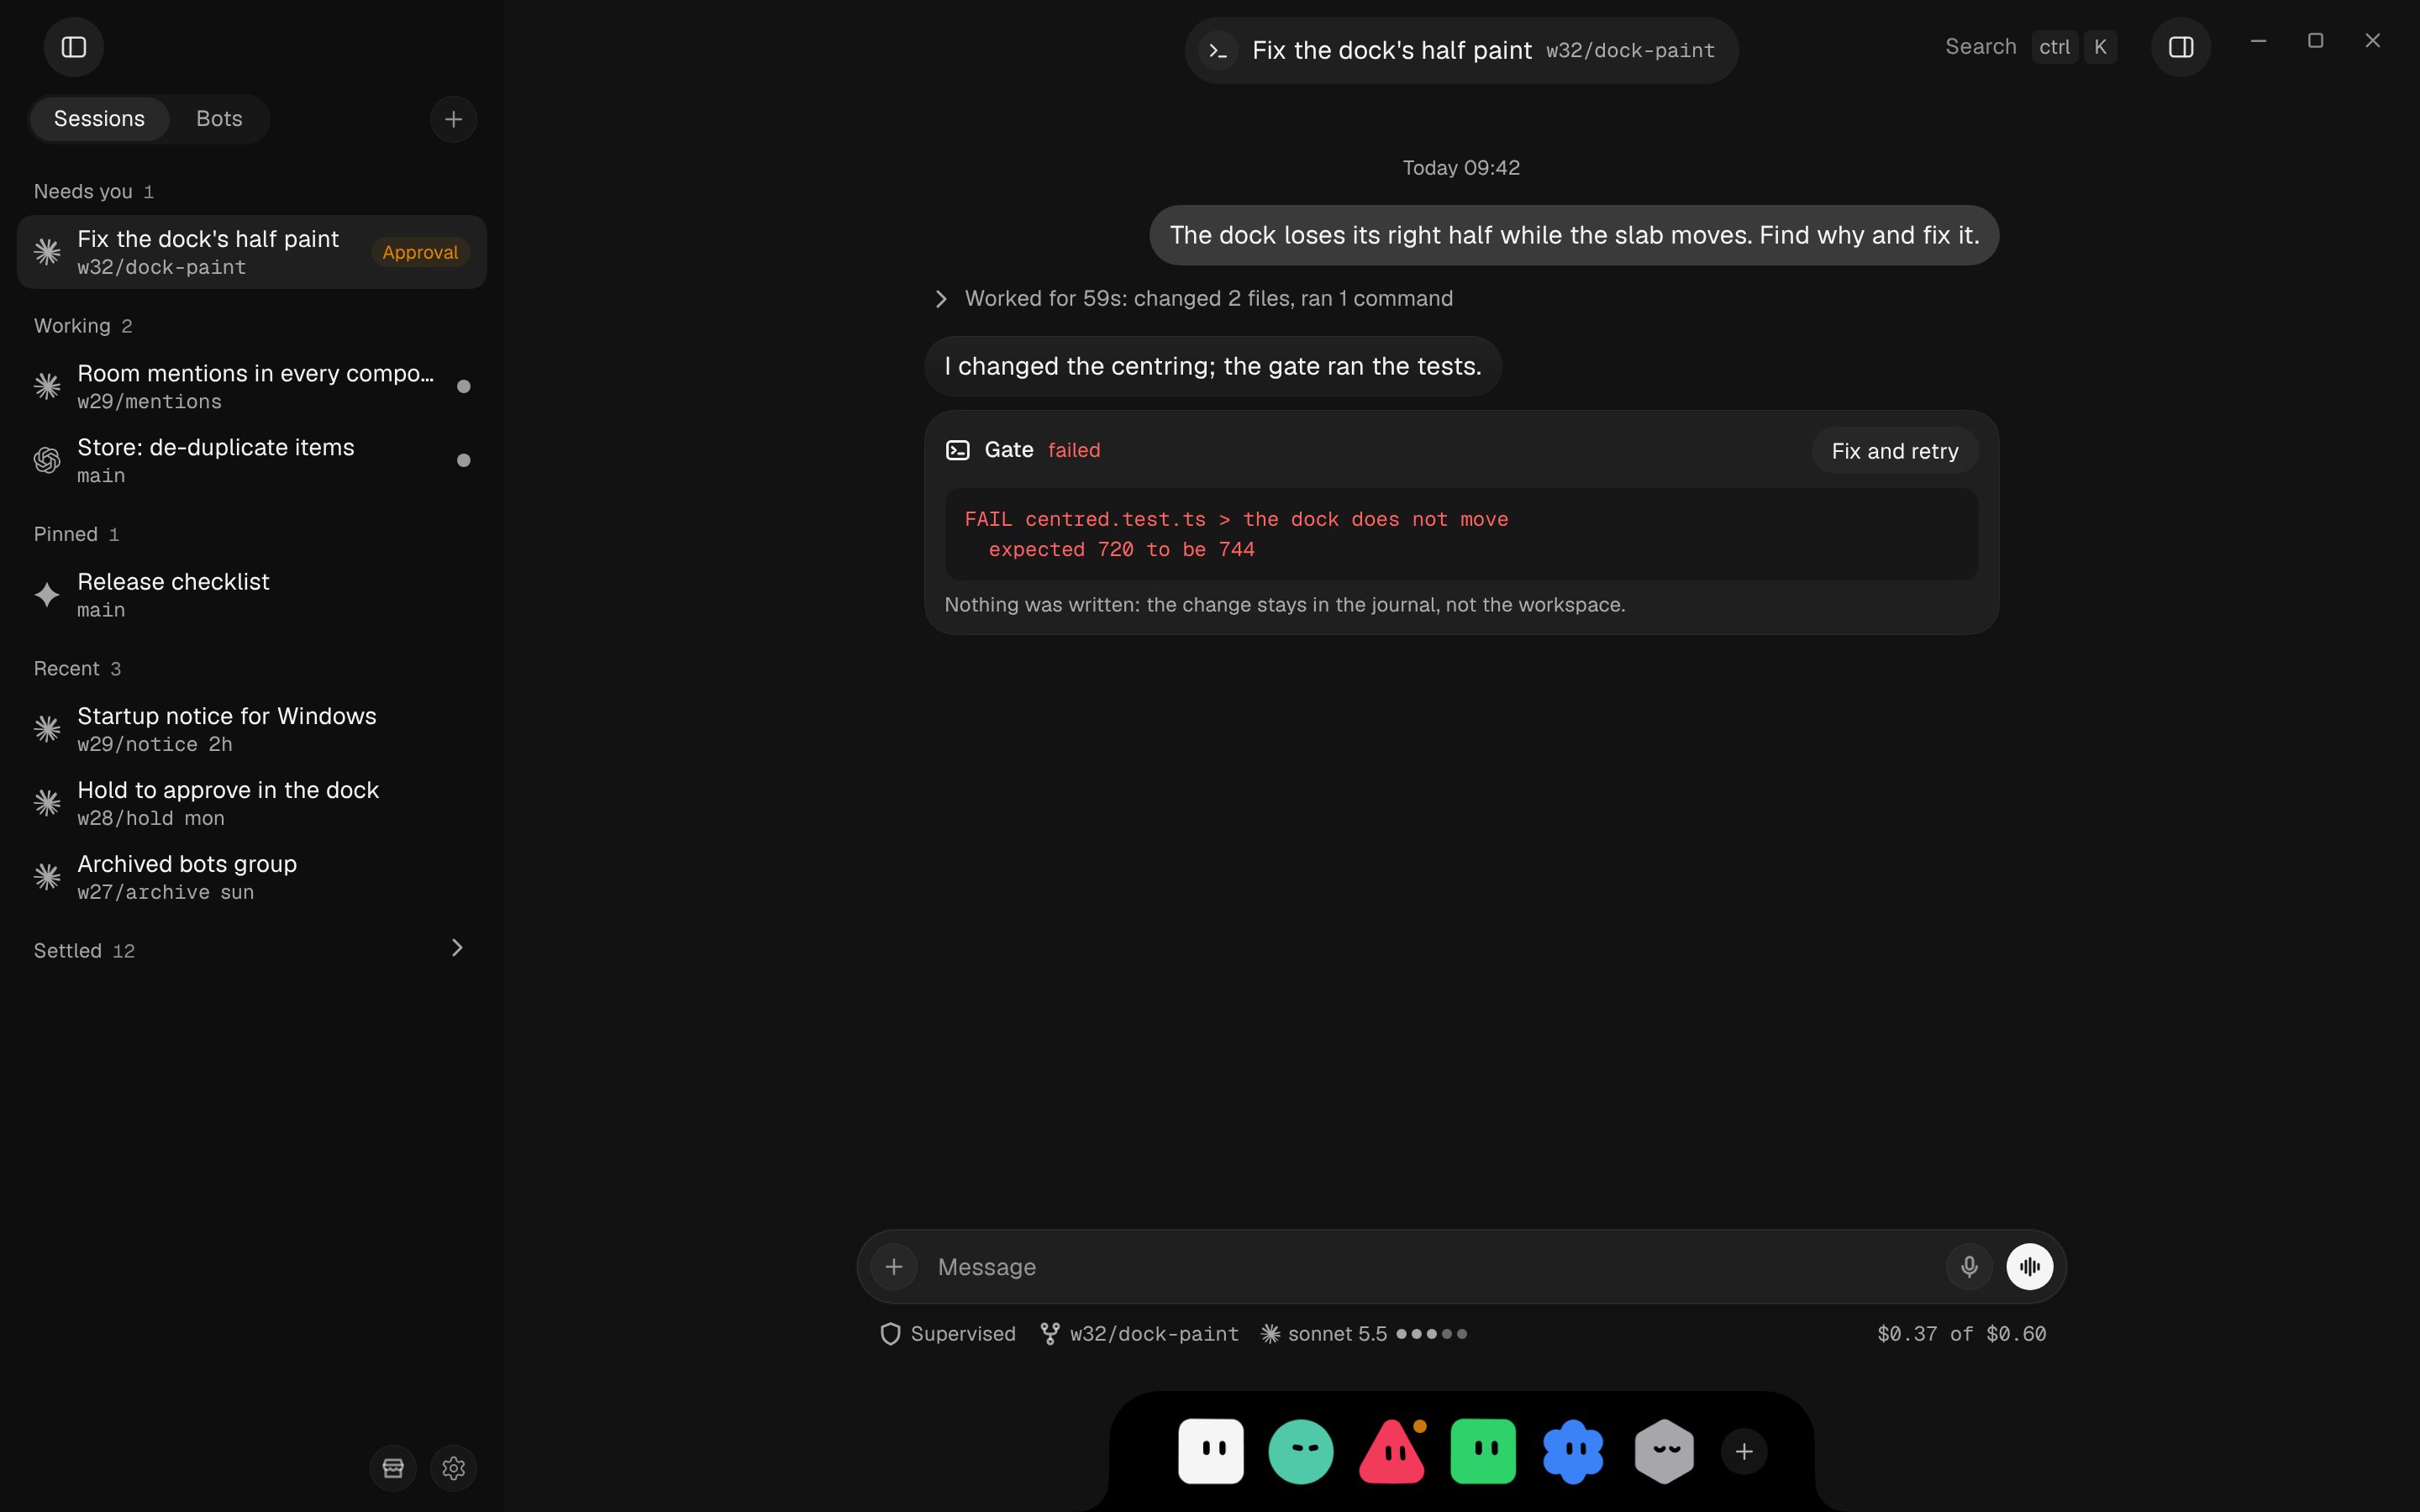 Fix the dock's half paint w32/dock-paint
Search ctrl K
Sessions Bots
Needs you 1
Fix the dock's half paint
w32/dock-paint
Approval
Working 2
Room mentions in every compo…
w29/mentions
Store: de-duplicate items
main
Pinned 1
Release checklist
main
Recent 3
Startup notice for Windows
w29/notice 2h
Hold to approve in the dock
w28/hold mon
Archived bots group
w27/archive sun
Settled 12
Today 09:42
The dock loses its right half while the slab moves. Find why and fix it.
Worked for 59s: changed 2 files, ran 1 command
I changed the centring; the gate ran the tests.
Gate failed
Fix and retry
FAIL centred.test.ts > the dock does not move
expected 720 to be 744
Nothing was written: the change stays in the journal, not the workspace.
Message
Supervised w32/dock-paint sonnet 5.5
$0.37 of $0.60